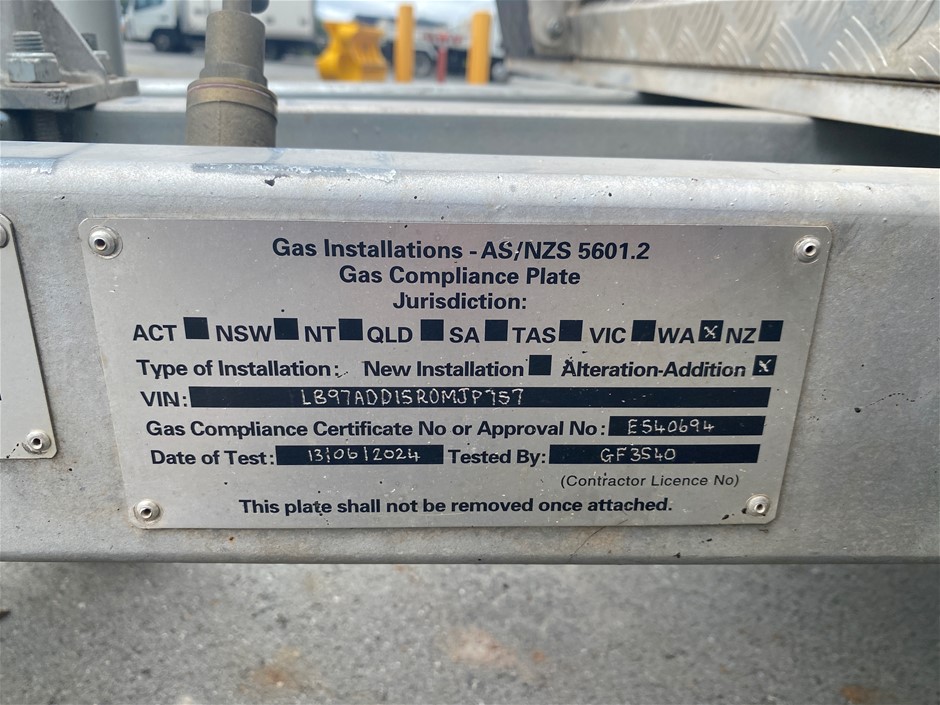 Gas Installations - AS/NZS 5601.2
Gas Compliance Plate
Jurisdiction:
ACT NSW NT QLD SA TAS VIC WA X NZ
Type of Installation: New Installation Alteration-Addition X
VIN: LB97ADD15R0MJP757
Gas Compliance Certificate No or Approval No: E540694
Date of Test: 13/06/2024 Tested By: GF3540
(Contractor Licence No)
This plate shall not be removed once attached.